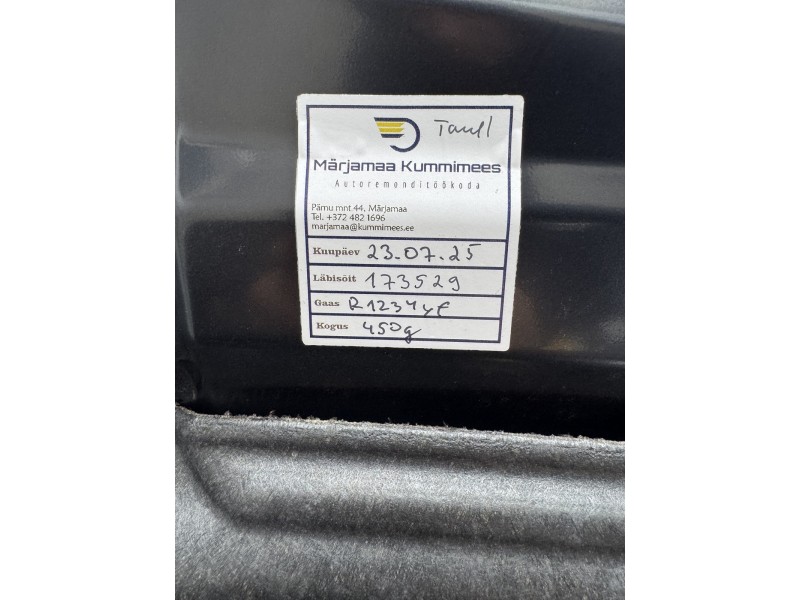 Märjamaa Kummimees
Autoremonditöökoda
Pärnu mnt 44, Märjamaa
Tel. +372 482 1696
marjamaa@kummimees.ee
Kuupäev 23.07.25
Läbisõit 173529
Gaas R1234yf
Kogus 450g